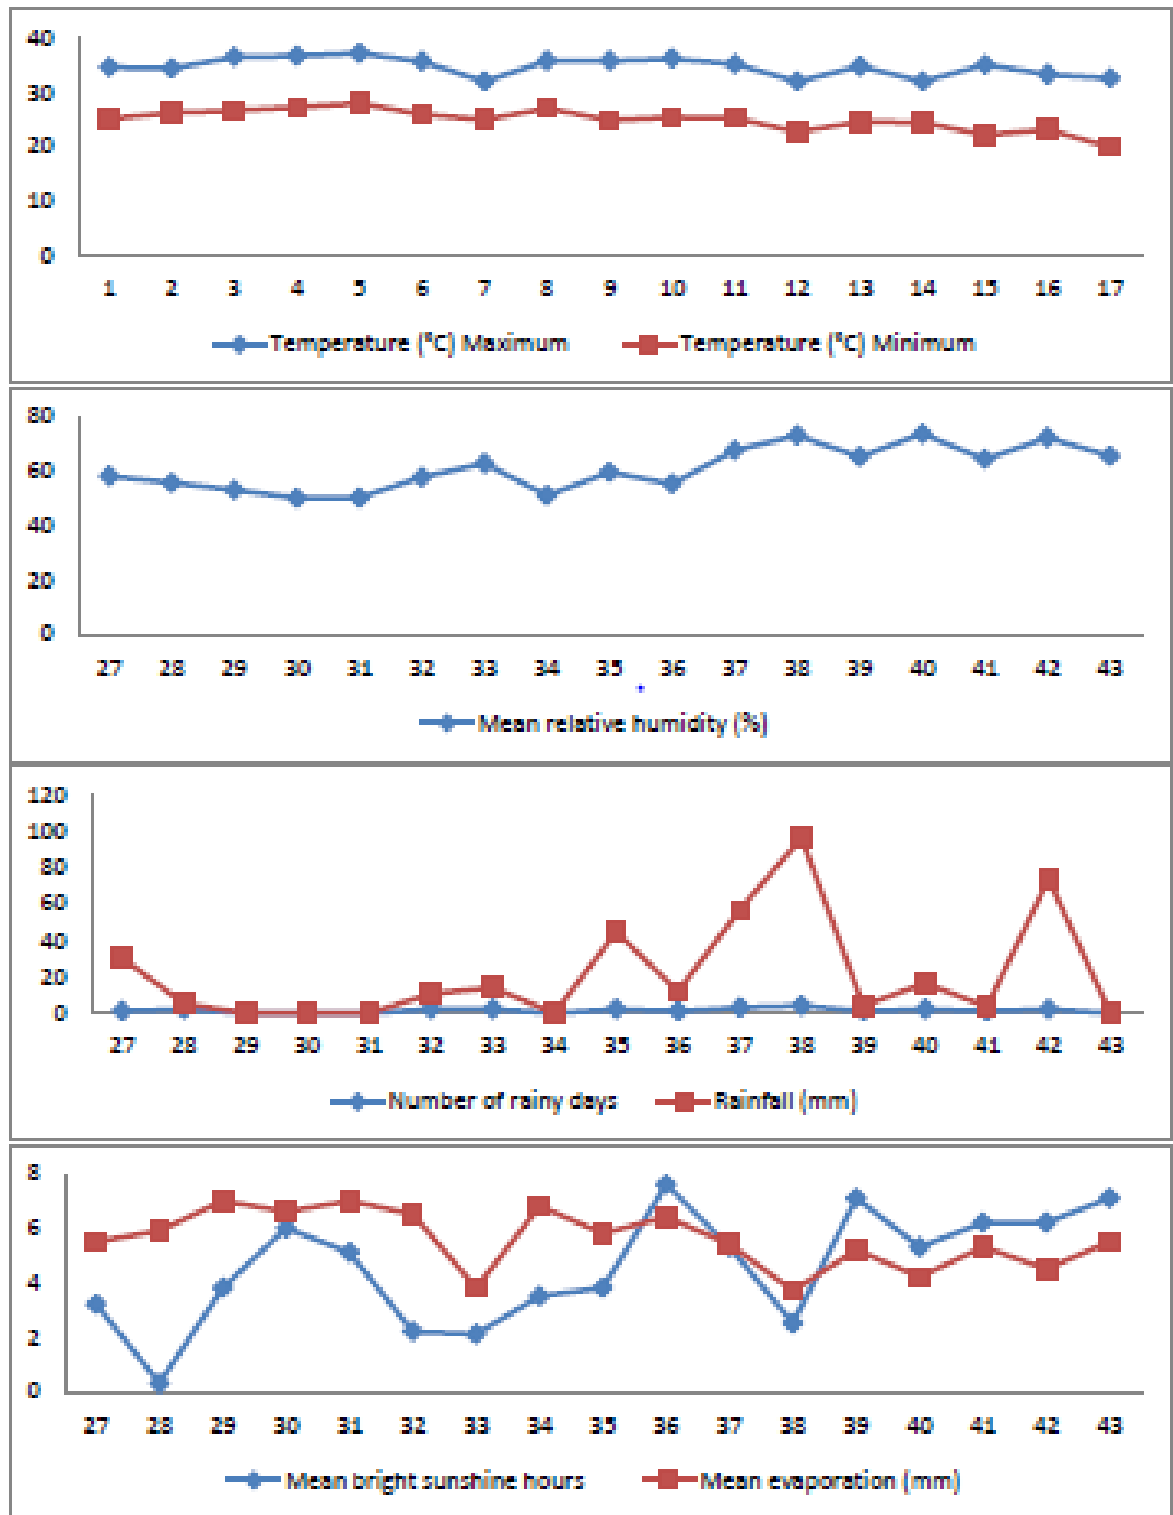 40
30
20
10
0
1 2 3 4 5 6 7 8 9 10 11 12 13 14 15 16 17
Temperature (°C) Maximum Temperature (°C) Minimum
80
60
40
20
0
27 28 29 30 31 32 33 34 35 36 37 38 39 40 41 42 43
Mean relative humidity (%)
120
100
80
60
40
20
0
27 28 29 30 31 32 33 34 35 36 37 38 39 40 41 42 43
Number of rainy days Rainfall (mm)
8
6
4
2
0
27 28 29 30 31 32 33 34 35 36 37 38 39 40 41 42 43
Mean bright sunshine hours Mean evaporation (mm)